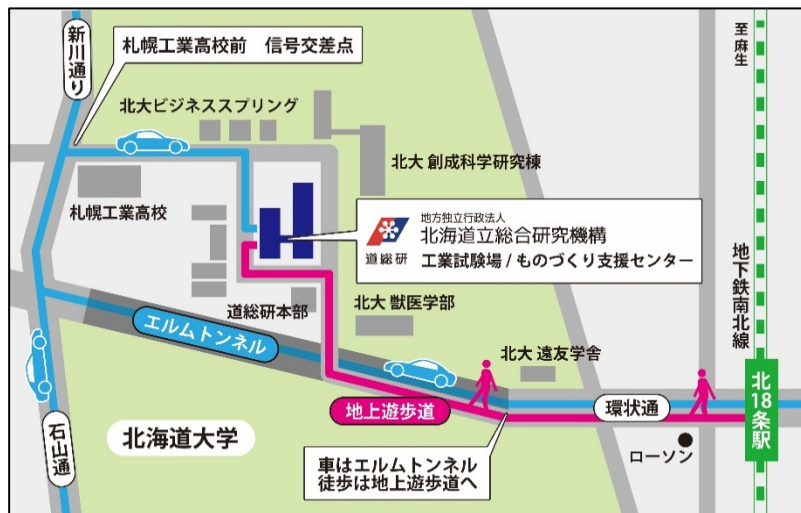 新川通り
札幌工業高校前　信号交差点
至麻生
北大ビジネススプリング
北大 創成科学研究棟
札幌工業高校
地方独立行政法人
北海道立総合研究機構
道総研
工業試験場 / ものづくり支援センター
地下鉄南北線
道総研本部
北大 獣医学部
エルムトンネル
北大 遠友学舎
北18条駅
地上遊歩道
環状通
石山通
北海道大学
ローソン
車はエルムトンネル
徒歩は地上遊歩道へ